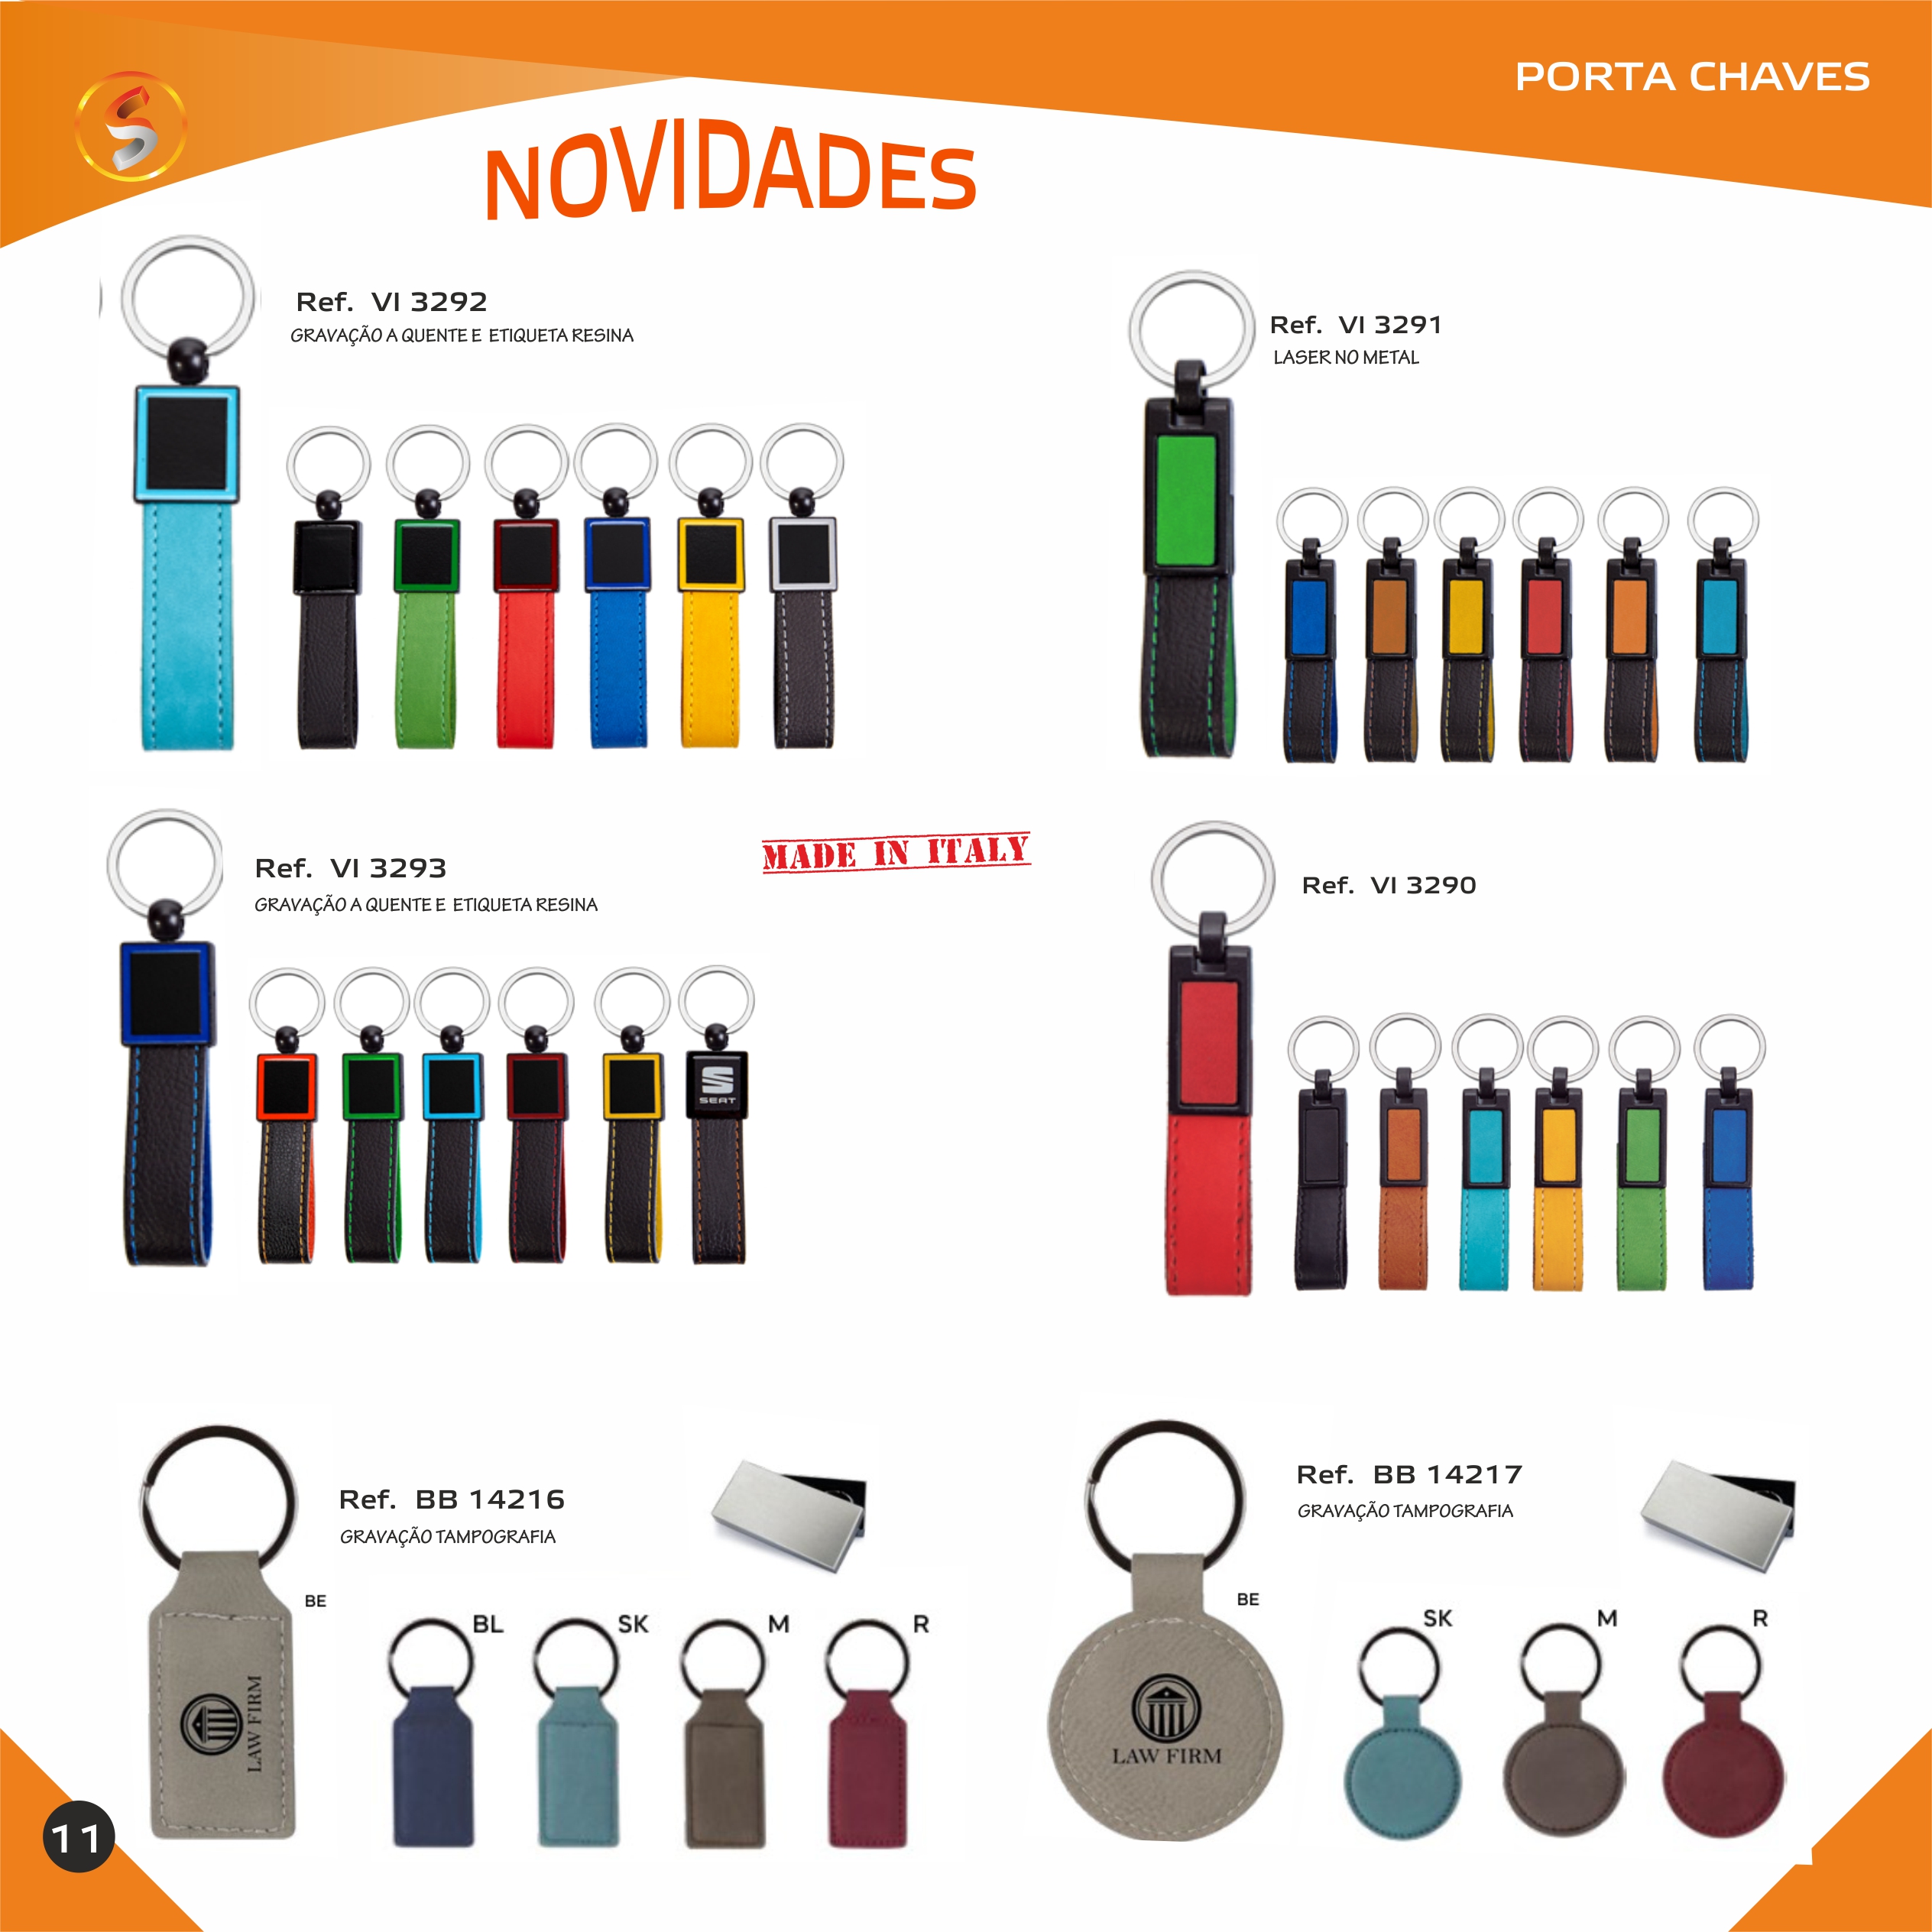 PORTA CHAVES
NOVIDADES
Ref. VI 3292
GRAVAÇÃO A QUENTE E ETIQUETA RESINA
Ref. VI 3291
LASER NO METAL
Ref. VI 3293
GRAVAÇÃO A QUENTE E ETIQUETA RESINA
MADE IN ITALY
Ref. VI 3290
SEAT
Ref. BB 14216
GRAVAÇÃO TAMPOGRAFIA
BE
BL
SK
M
R
LAW FIRM
Ref. BB 14217
GRAVAÇÃO TAMPOGRAFIA
BE
SK
M
R
LAW FIRM
11